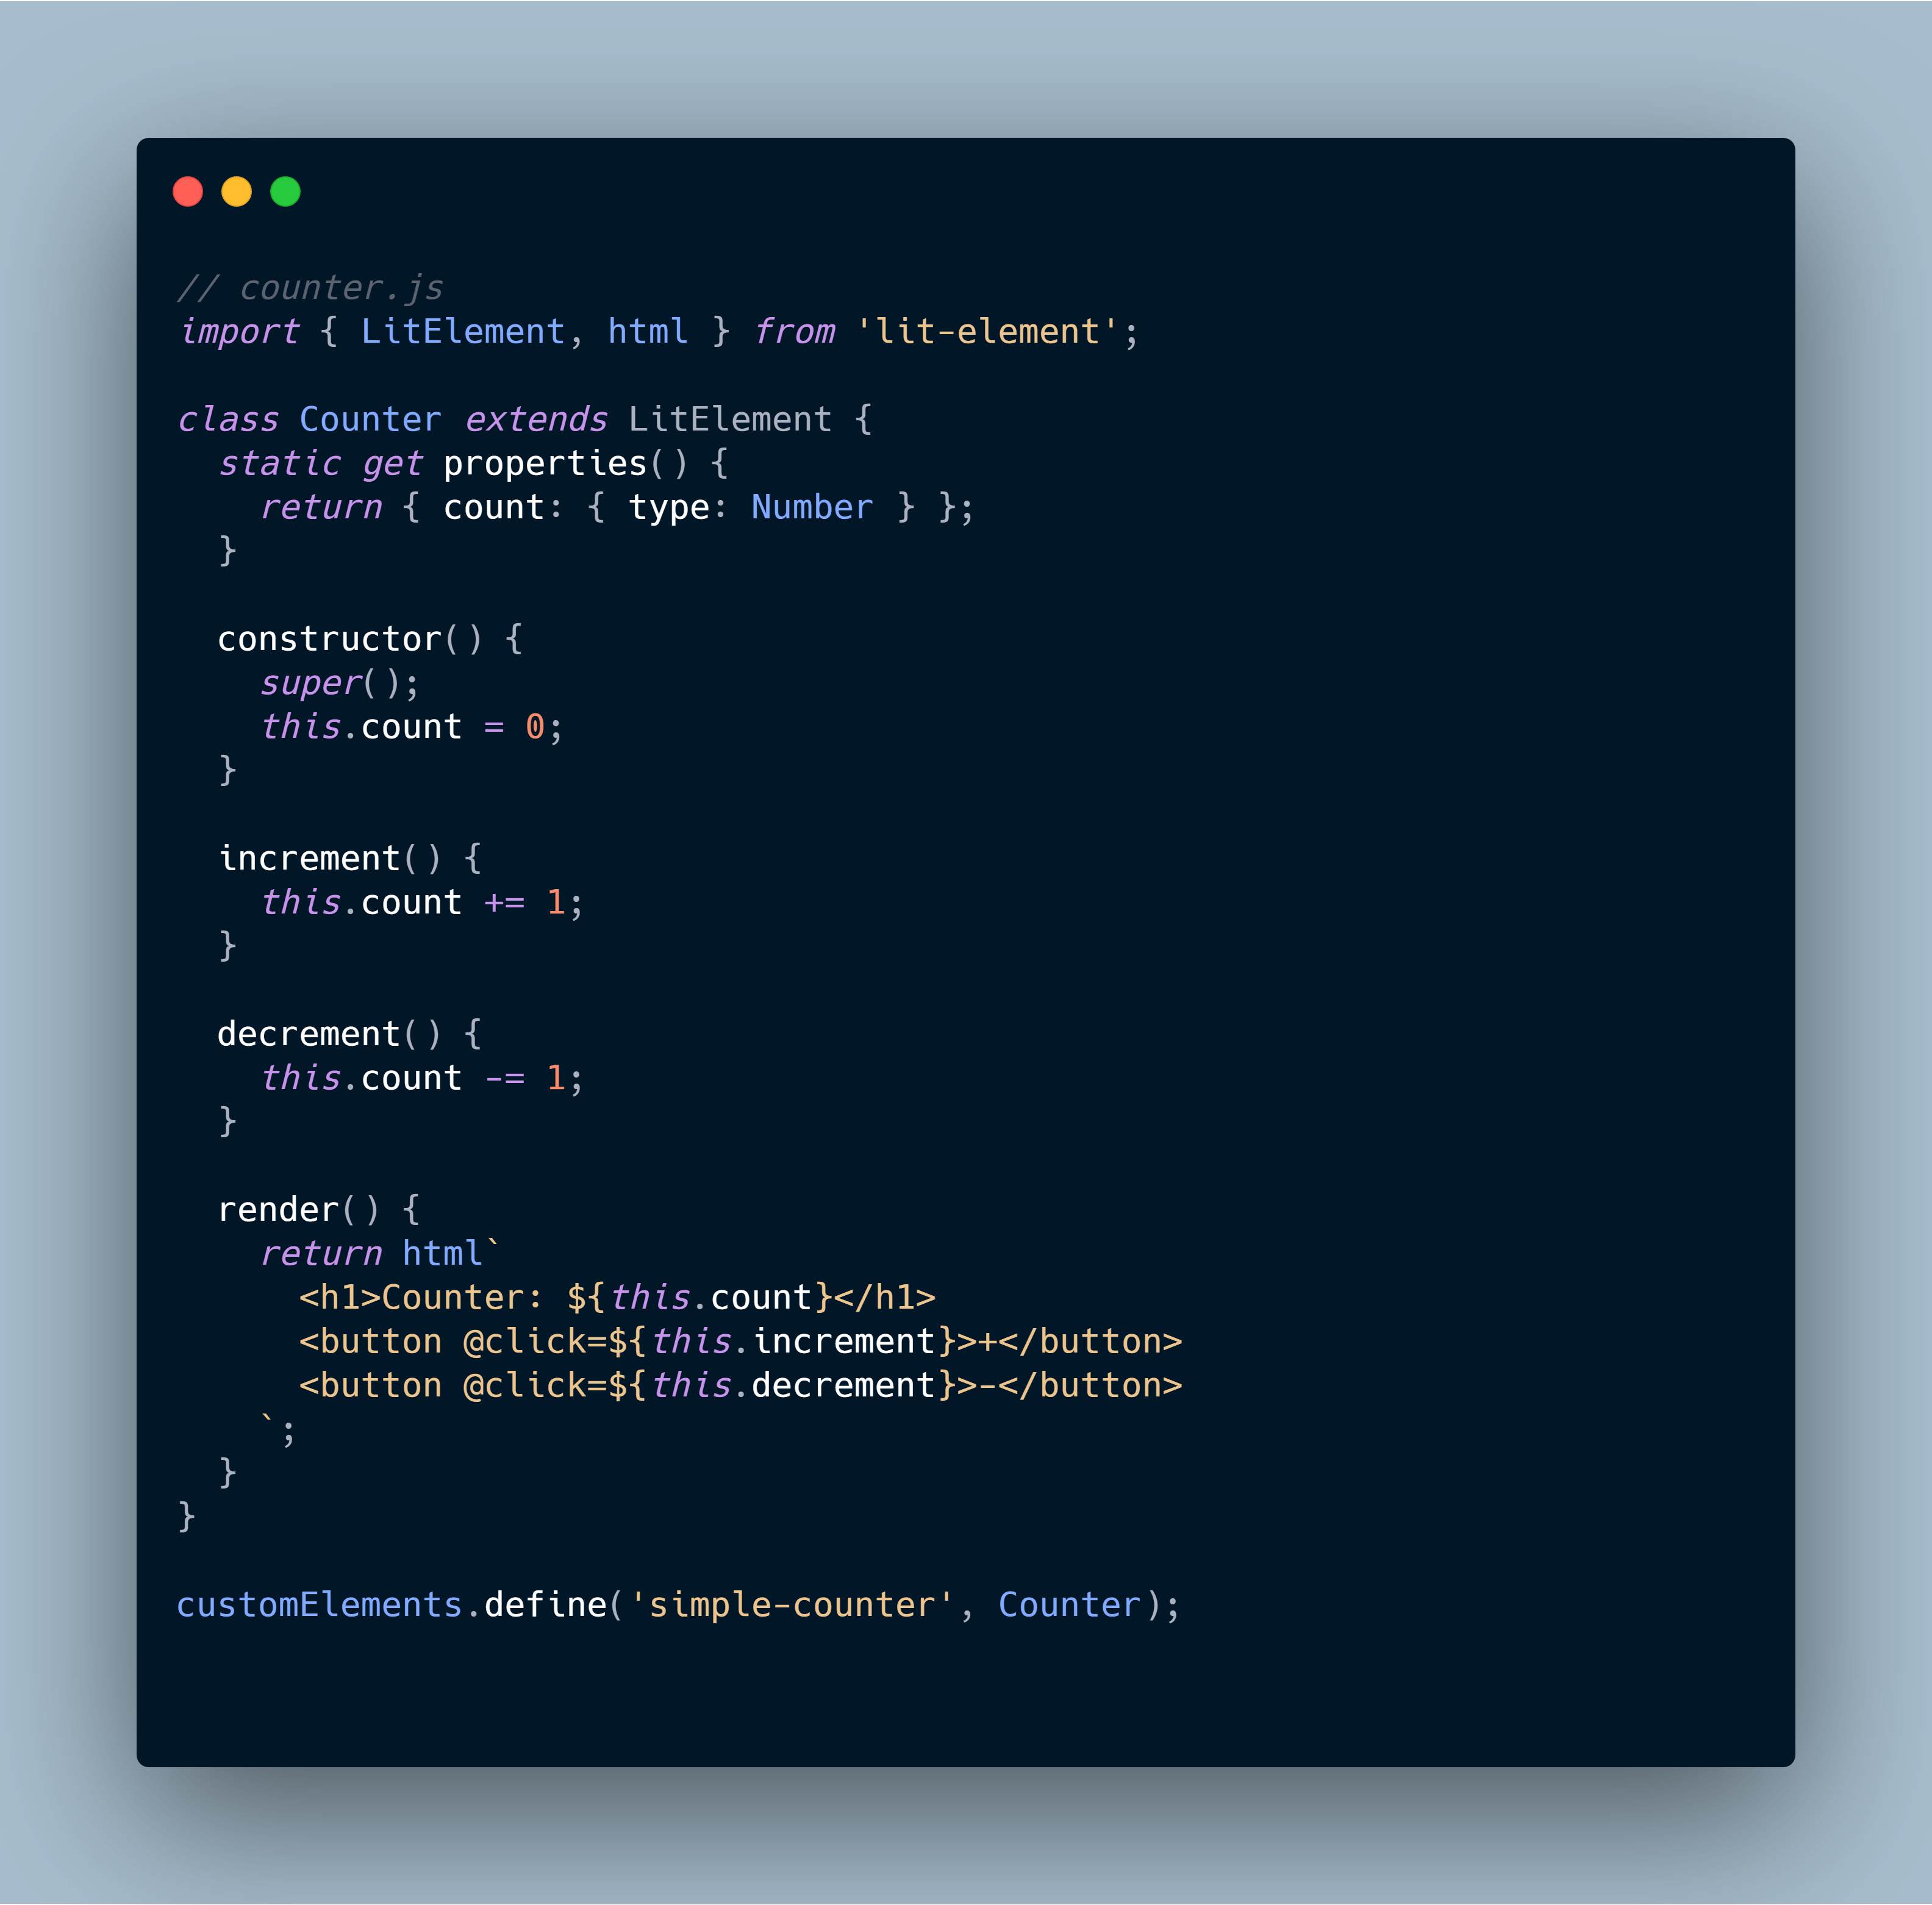 // counter.js
import { LitElement, html } from 'lit-element';

class Counter extends LitElement {
  static get properties() {
    return { count: { type: Number } };
  }

  constructor() {
    super();
    this.count = 0;
  }

  increment() {
    this.count += 1;
  }

  decrement() {
    this.count -= 1;
  }

  render() {
    return html`
      <h1>Counter: ${this.count}</h1>
      <button @click=${this.increment}>+</button>
      <button @click=${this.decrement}>-</button>
    `;
  }
}

customElements.define('simple-counter', Counter);